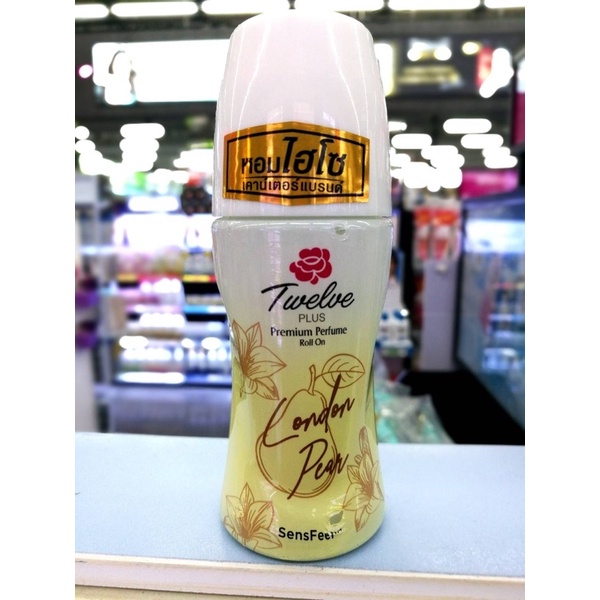 หอมไฮโซ
เคาน์เตอร์แบรนด์
Twelve
PLUS
Premium Perfume
Roll On
London
Pear